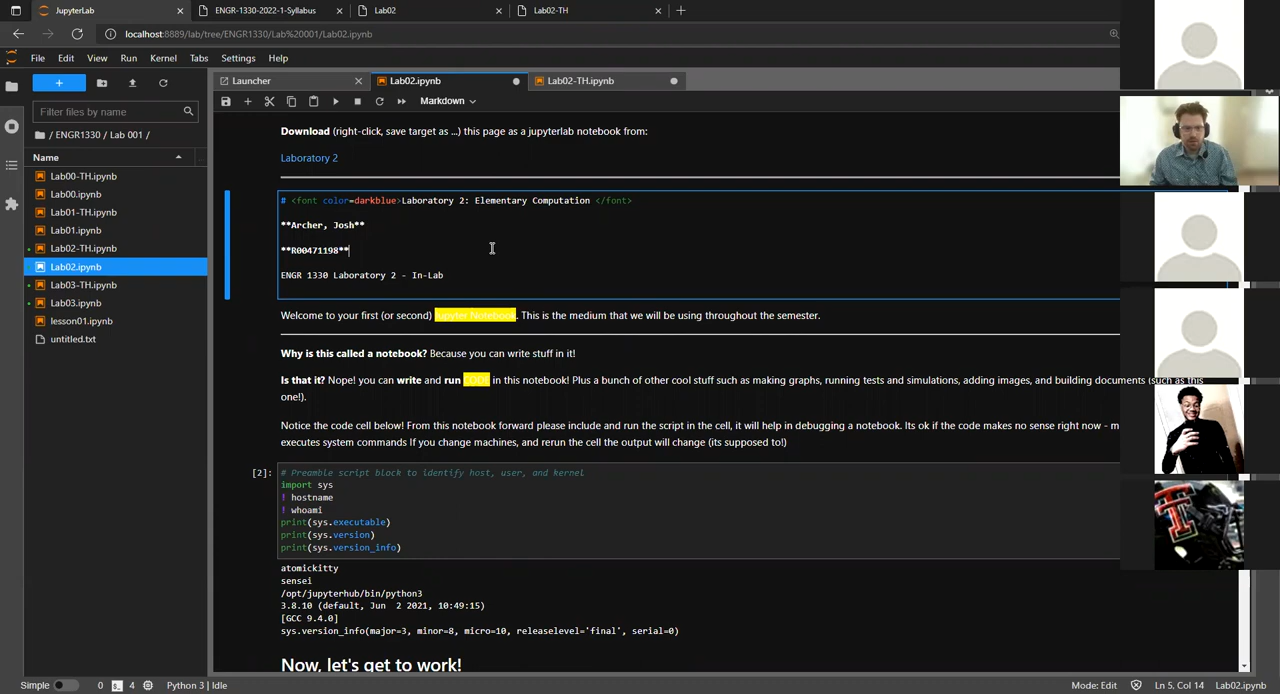 JupyterLab
ENGR-1330-2022-1-Syllabus
Lab02
Lab02-TH
localhost:8889/lab/tree/ENGR1330/Lab%20001/Lab02.ipynb
File Edit View Run Kernel Tabs Settings Help
Launcher
Lab02.ipynb
Lab02-TH.ipynb
Markdown
Filter files by name
/ ENGR1330 / Lab 001 /
Name
Lab00-TH.ipynb
Lab00.ipynb
Lab01-TH.ipynb
Lab01.ipynb
Lab02-TH.ipynb
Lab02.ipynb
Lab03-TH.ipynb
Lab03.ipynb
lesson01.ipynb
untitled.txt
Download (right-click, save target as ...) this page as a jupyterlab notebook from:
Laboratory 2
# <font color=darkblue>Laboratory 2: Elementary Computation </font>
**Archer, Josh**
**R00471198**
ENGR 1330 Laboratory 2 - In-Lab
Welcome to your first (or second) Jupyter Notebook. This is the medium that we will be using throughout the semester.
Why is this called a notebook? Because you can write stuff in it!
Is that it? Nope! you can write and run CODE in this notebook! Plus a bunch of other cool stuff such as making graphs, running tests and simulations, adding images, and building documents (such as this
one!).
Notice the code cell below! From this notebook forward please include and run the script in the cell, it will help in debugging a notebook. Its ok if the code makes no sense right now - m
executes system commands If you change machines, and rerun the cell the output will change (its supposed to!)
[2]:
# Preamble script block to identify host, user, and kernel
import sys
! hostname
! whoami
print(sys.executable)
print(sys.version)
print(sys.version_info)
atomickitty
sensei
/opt/jupyterhub/bin/python3
3.8.10 (default, Jun  2 2021, 10:49:15)
[GCC 9.4.0]
sys.version_info(major=3, minor=8, micro=10, releaselevel='final', serial=0)
Now, let's get to work!
Simple 0 4 Python 3 | Idle
Mode: Edit Ln 5, Col 14 Lab02.ipynb